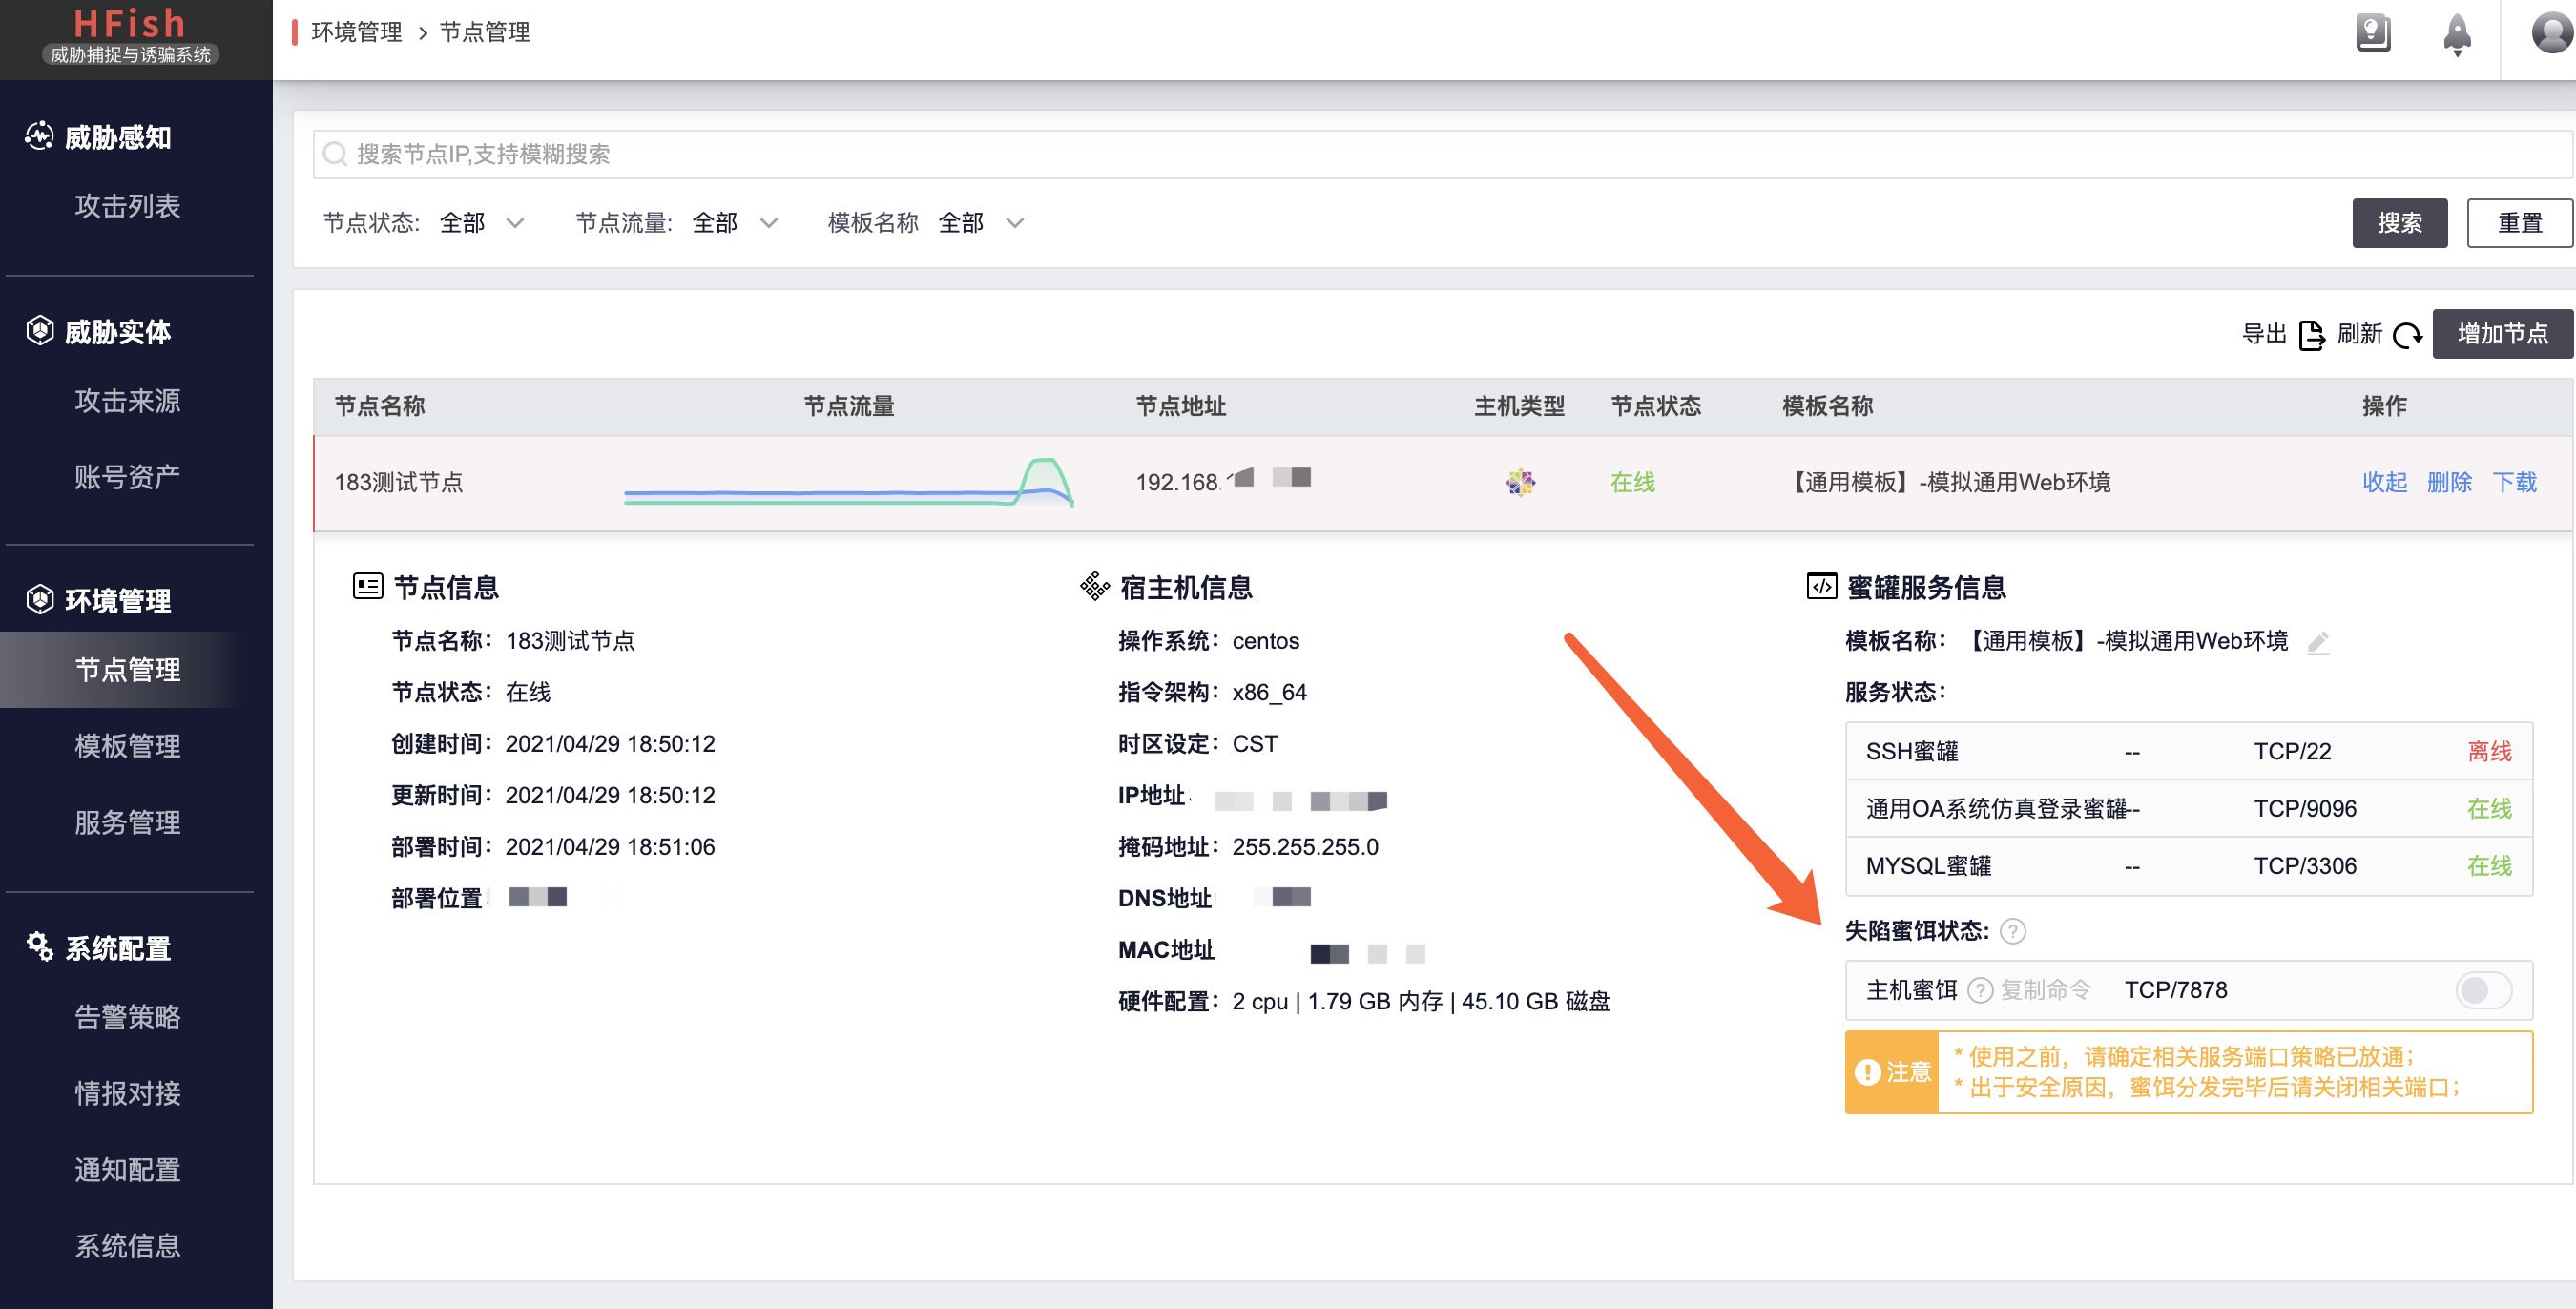 HFish
威胁捕捉与诱骗系统
环境管理 > 节点管理
威胁感知
攻击列表
威胁实体
攻击来源
账号资产
环境管理
节点管理
模板管理
服务管理
系统配置
告警策略
情报对接
通知配置
系统信息
搜索节点IP,支持模糊搜索
节点状态: 全部 节点流量: 全部 模板名称 全部 搜索 重置
导出 刷新 增加节点
节点名称 节点流量 节点地址 主机类型 节点状态 模板名称 操作
183测试节点 192.168. 在线 【通用模板】-模拟通用Web环境 收起 删除 下载
节点信息
节点名称：183测试节点
节点状态：在线
创建时间：2021/04/29 18:50:12
更新时间：2021/04/29 18:50:12
部署时间：2021/04/29 18:51:06
部署位置
宿主机信息
操作系统：centos
指令架构：x86_64
时区设定：CST
IP地址
掩码地址：255.255.255.0
DNS地址
MAC地址
硬件配置：2 cpu | 1.79 GB 内存 | 45.10 GB 磁盘
蜜罐服务信息
模板名称：【通用模板】-模拟通用Web环境
服务状态：
SSH蜜罐 -- TCP/22 离线
通用OA系统仿真登录蜜罐-- TCP/9096 在线
MYSQL蜜罐 -- TCP/3306 在线
失陷蜜饵状态: ?
主机蜜饵 ? 复制命令 TCP/7878
! 注意
* 使用之前，请确定相关服务端口策略已放通；
* 出于安全原因，蜜饵分发完毕后请关闭相关端口；